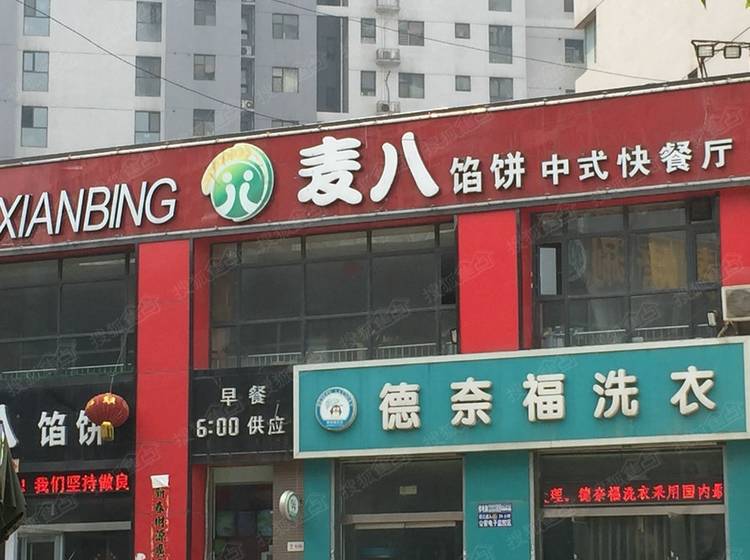 XIANBING 麦八 馅饼 中式快餐厅
早餐
6:00 供应
德奈福洗衣
八 馅饼
!我们坚持做良
理、德奈福洗衣采用国内最